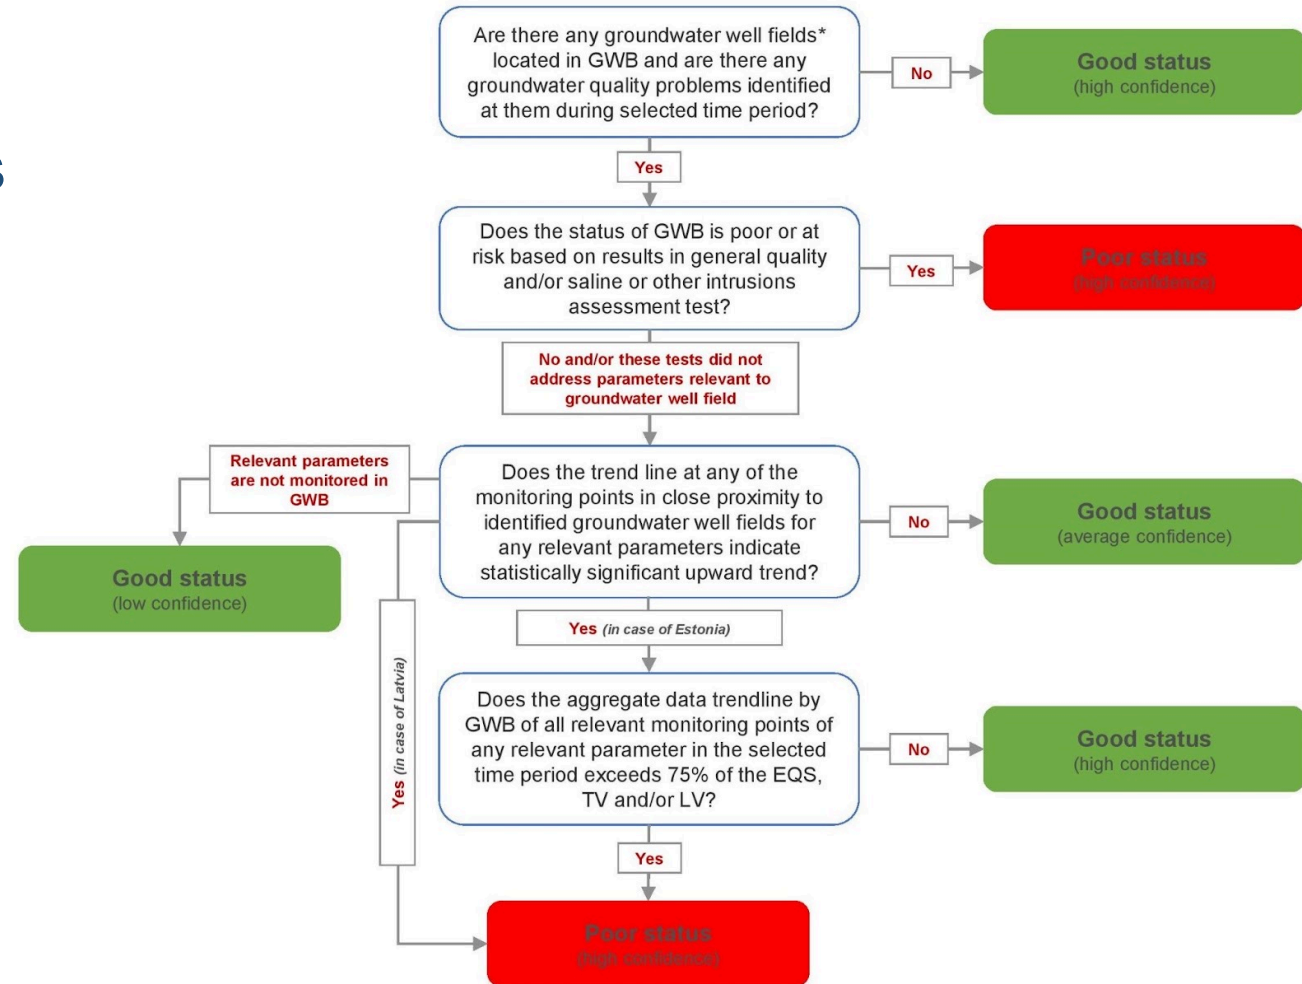 Are there any groundwater well fields*
located in GWB and are there any
groundwater quality problems identified
at them during selected time period?
No
Good status
(high confidence)
Yes
s
Does the status of GWB is poor or at
risk based on results in general quality
and/or saline or other intrusions
assessment test?
Yes
Poor status
(high confidence)
No and/or these tests did not
address parameters relevant to
groundwater well field
Relevant parameters
are not monitored in
GWB
Does the trend line at any of the
monitoring points in close proximity to
identified groundwater well fields for
any relevant parameters indicate
statistically significant upward trend?
No
Good status
(average confidence)
Good status
(low confidence)
Yes (in case of Latvia)
Yes (in case of Estonia)
Does the aggregate data trendline by
GWB of all relevant monitoring points of
any relevant parameter in the selected
time period exceeds 75% of the EQS,
TV and/or LV?
No
Good status
(high confidence)
Yes
Poor status
(high confidence)